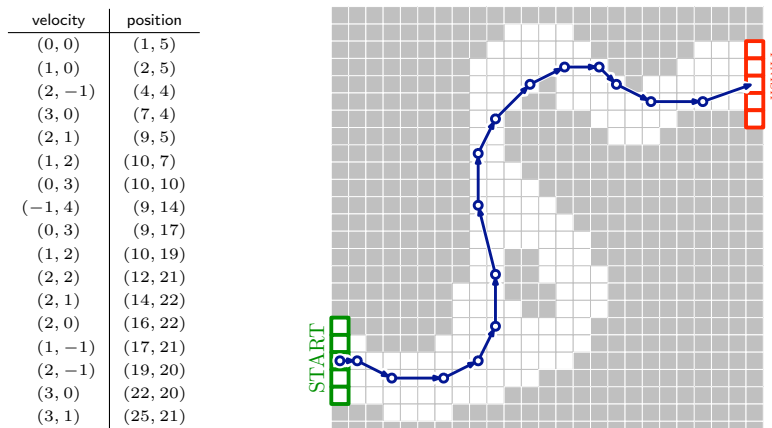 velocity position
(0, 0) (1, 5)
(1, 0) (2, 5)
(2, −1) (4, 4)
(3, 0) (7, 4)
(2, 1) (9, 5)
(1, 2) (10, 7)
(0, 3) (10, 10)
(−1, 4) (9, 14)
(0, 3) (9, 17)
(1, 2) (10, 19)
(2, 2) (12, 21)
(2, 1) (14, 22)
(2, 0) (16, 22)
(1, −1) (17, 21)
(2, −1) (19, 20)
(3, 0) (22, 20)
(3, 1) (25, 21)
START